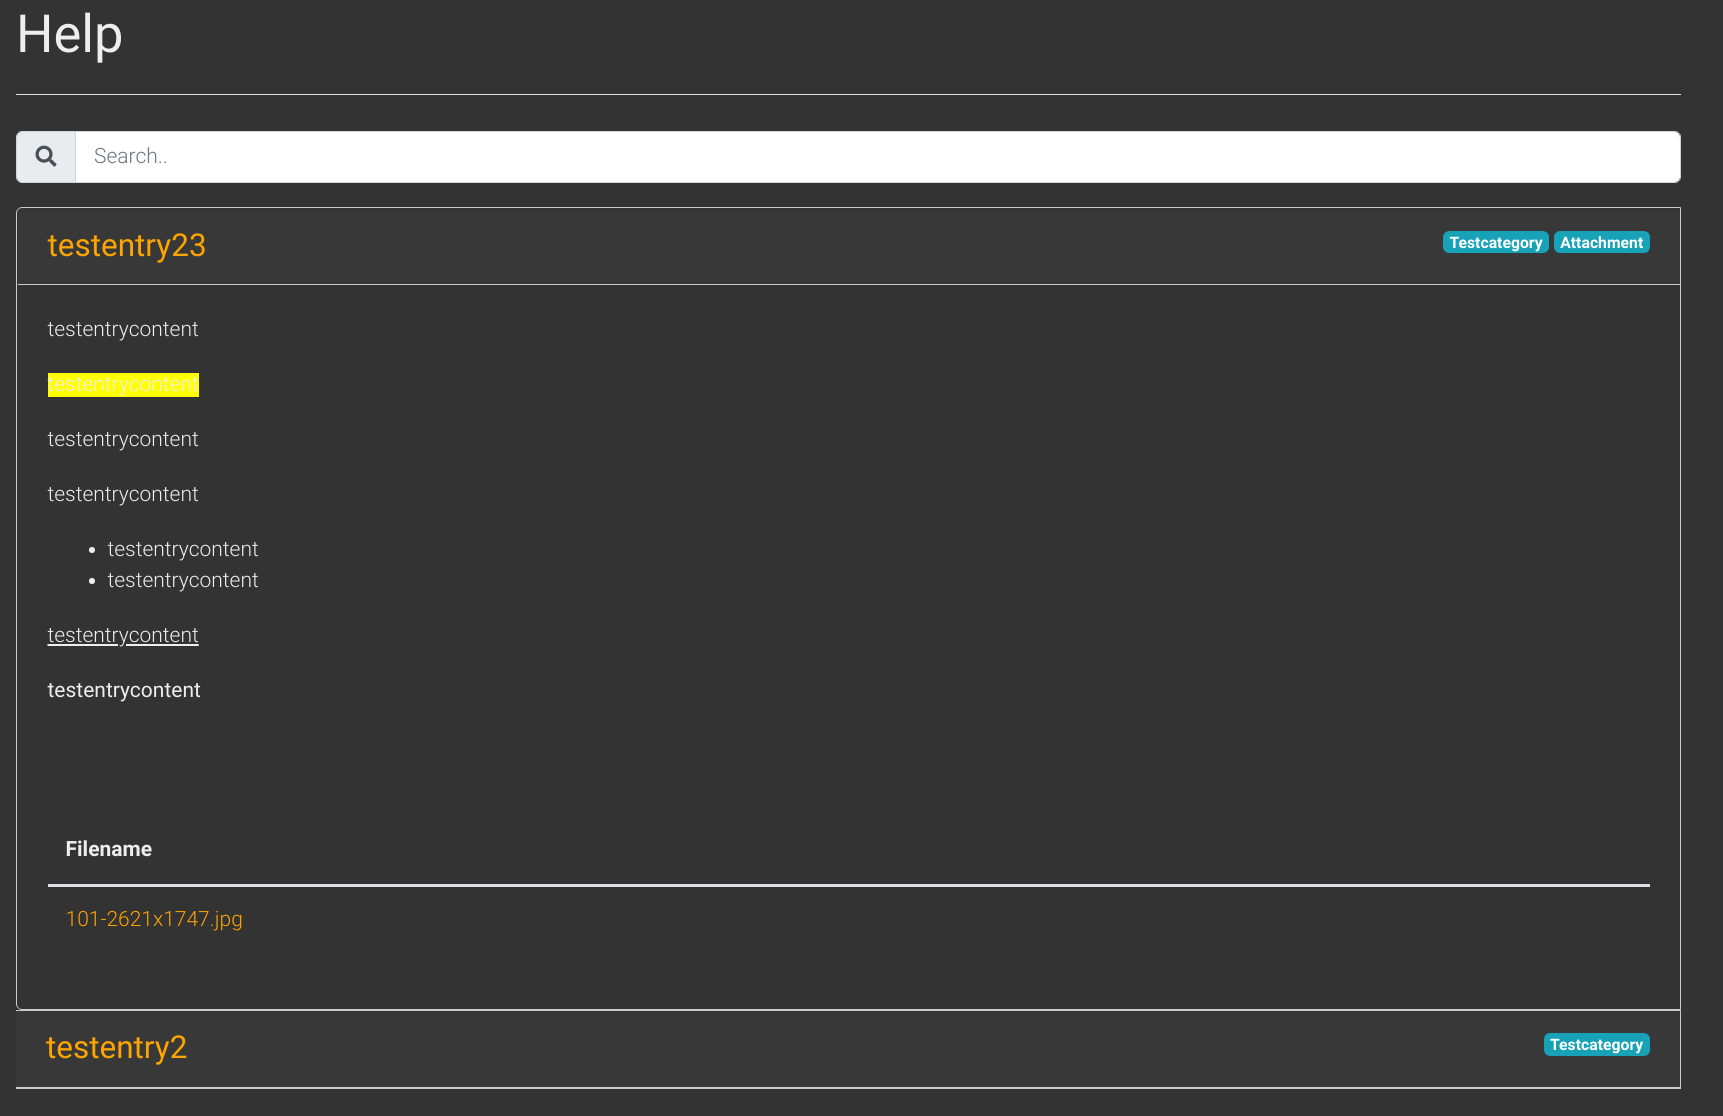 Help
Search..
testentry23 Testcategory Attachment
testentrycontent
testentrycontent
testentrycontent
testentrycontent
testentrycontent
testentrycontent
testentrycontent
testentrycontent
Filename
101-2621x1747.jpg
testentry2 Testcategory